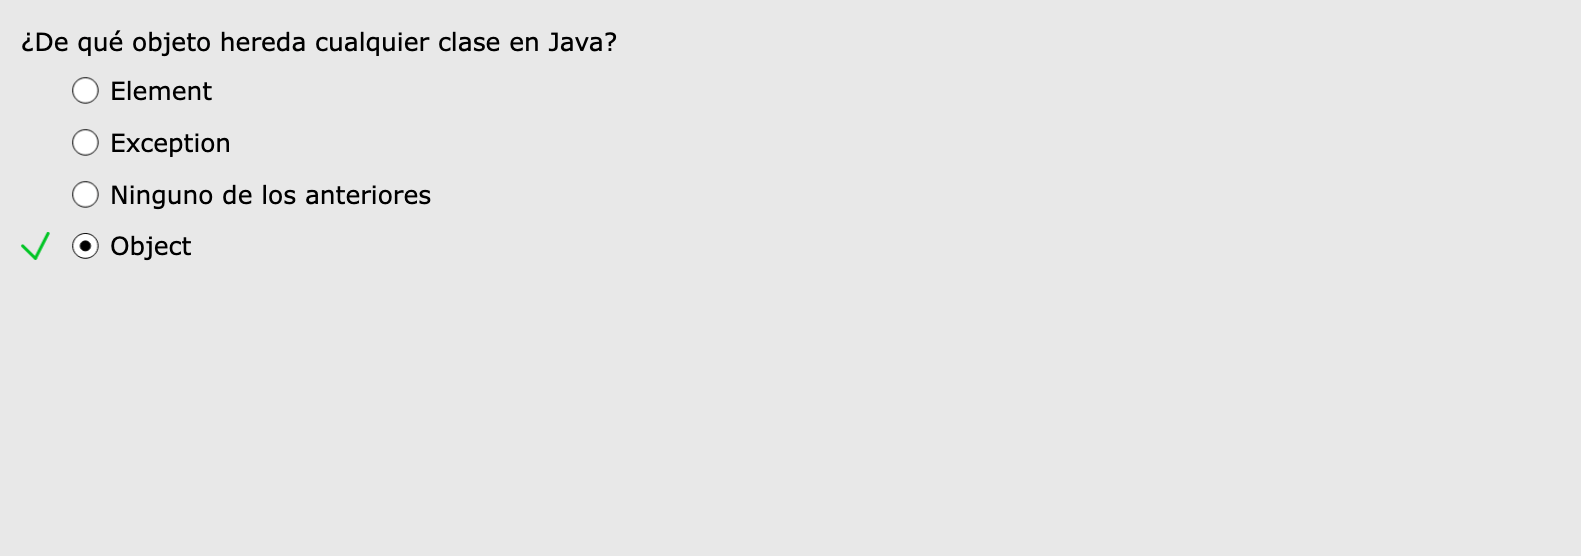 ¿De qué objeto hereda cualquier clase en Java?
Element
Exception
Ninguno de los anteriores
Object